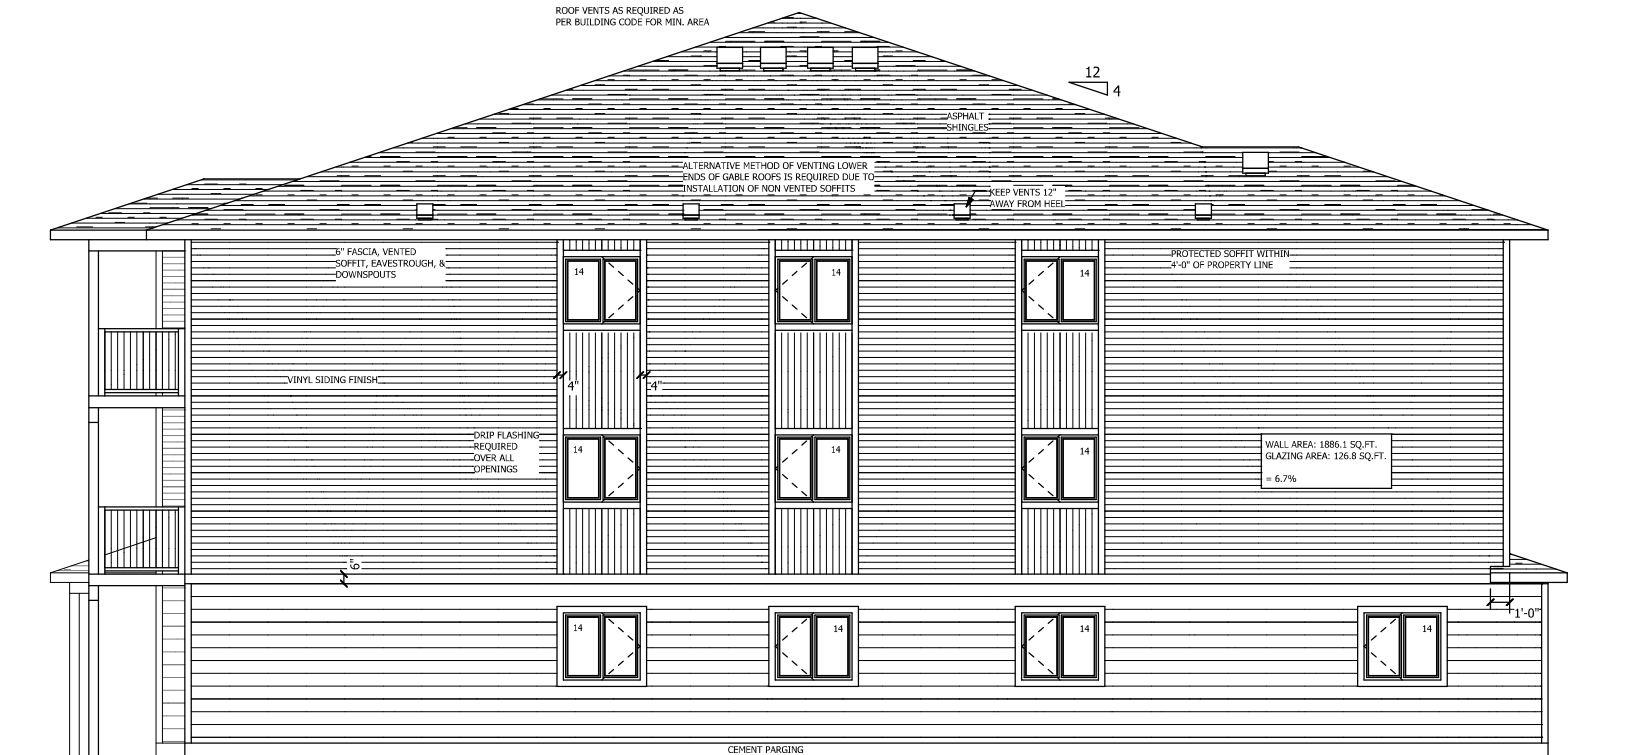 ROOF VENTS AS REQUIRED AS
PER BUILDING CODE FOR MIN. AREA
12
4
ASPHALT
SHINGLES
ALTERNATIVE METHOD OF VENTING LOWER
ENDS OF GABLE ROOFS IS REQUIRED DUE TO
INSTALLATION OF NON VENTED SOFFITS
KEEP VENTS 12"
AWAY FROM HEEL
6" FASCIA, VENTED
SOFFIT, EAVESTROUGH, &
DOWNSPOUTS
PROTECTED SOFFIT WITHIN
4'-0" OF PROPERTY LINE
14
14
14
VINYL SIDING FINISH
4"
4"
DRIP FLASHING
REQUIRED
OVER ALL
OPENINGS
14
14
14
WALL AREA: 1886.1 SQ.FT.
GLAZING AREA: 126.8 SQ.FT.
= 6.7%
6"
1'-0"
14
14
14
14
CEMENT PARGING